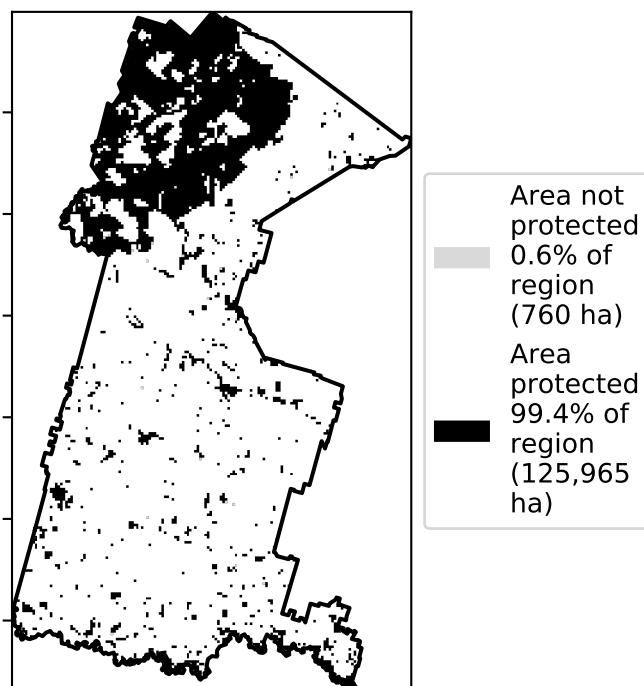 Area not
protected
0.6% of
region
(760 ha)
Area
protected
99.4% of
region
(125,965
ha)